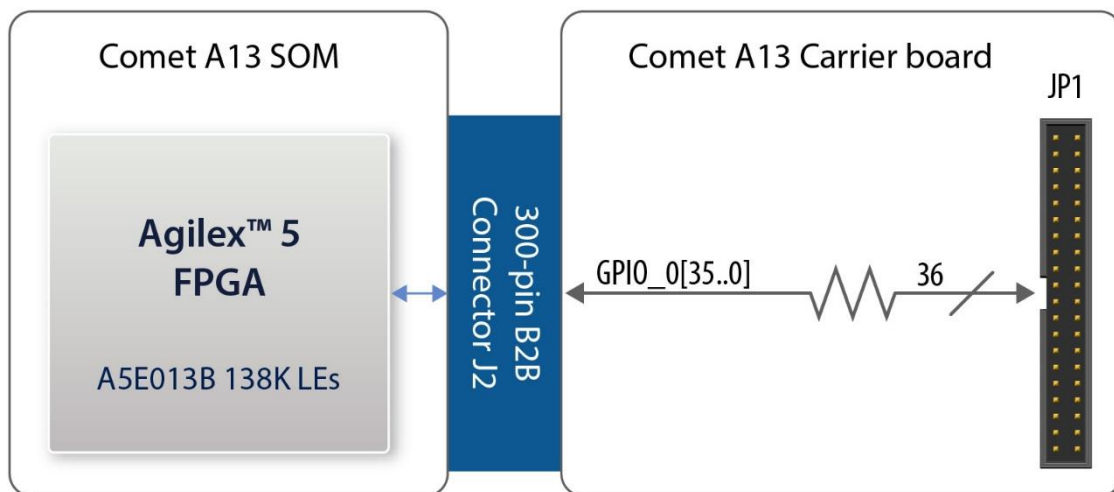 Comet A13 SOM
Agilex™ 5
FPGA
A5E013B 138K LEs
300-pin B2B
Connector J2
Comet A13 Carrier board
JP1
GPIO_0[35..0]
36